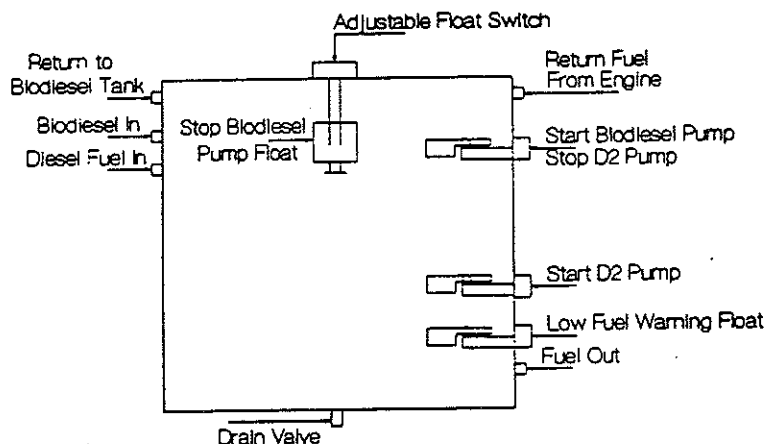 Adjustable Float Switch
Return to
Biodiesel Tank
Return Fuel
From Engine
Biodiesel In
Stop Biodiesel
Pump Float
Start Biodiesel Pump
Stop D2 Pump
Diesel Fuel In
Start D2 Pump
Low Fuel Warning Float
Fuel Out
Drain Valve